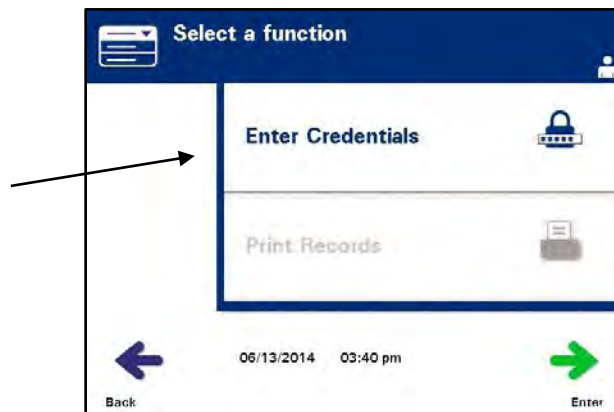 Select a function
Enter Credentials
Print Records
06/13/2014 03:40 pm
Back
Enter